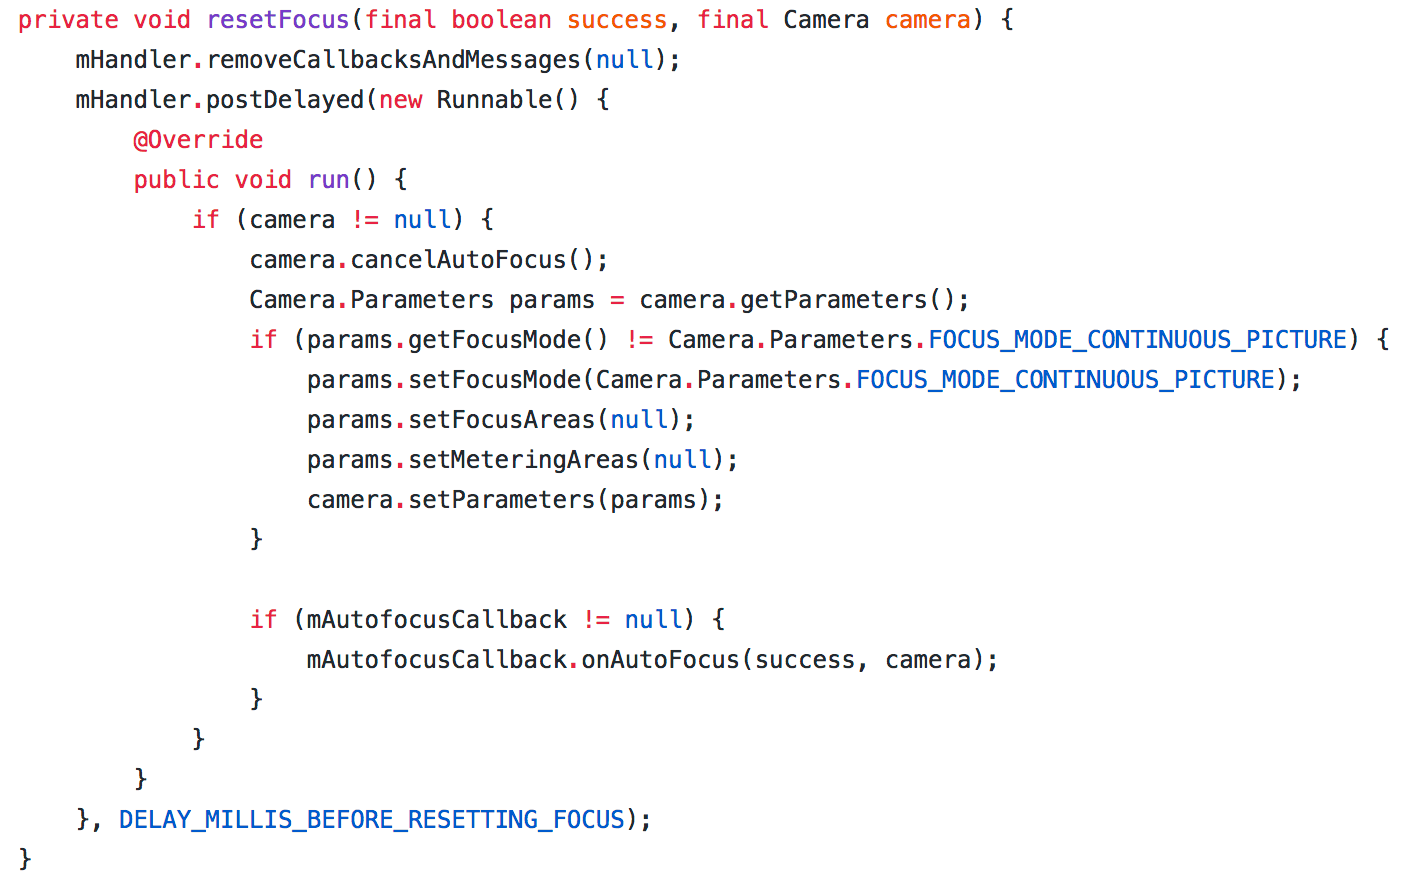 private void resetFocus(final boolean success, final Camera camera) {
    mHandler.removeCallbacksAndMessages(null);
    mHandler.postDelayed(new Runnable() {
        @Override
        public void run() {
            if (camera != null) {
                camera.cancelAutoFocus();
                Camera.Parameters params = camera.getParameters();
                if (params.getFocusMode() != Camera.Parameters.FOCUS_MODE_CONTINUOUS_PICTURE) {
                    params.setFocusMode(Camera.Parameters.FOCUS_MODE_CONTINUOUS_PICTURE);
                    params.setFocusAreas(null);
                    params.setMeteringAreas(null);
                    camera.setParameters(params);
                }

                if (mAutofocusCallback != null) {
                    mAutofocusCallback.onAutoFocus(success, camera);
                }
            }
        }
    }, DELAY_MILLIS_BEFORE_RESETTING_FOCUS);
}